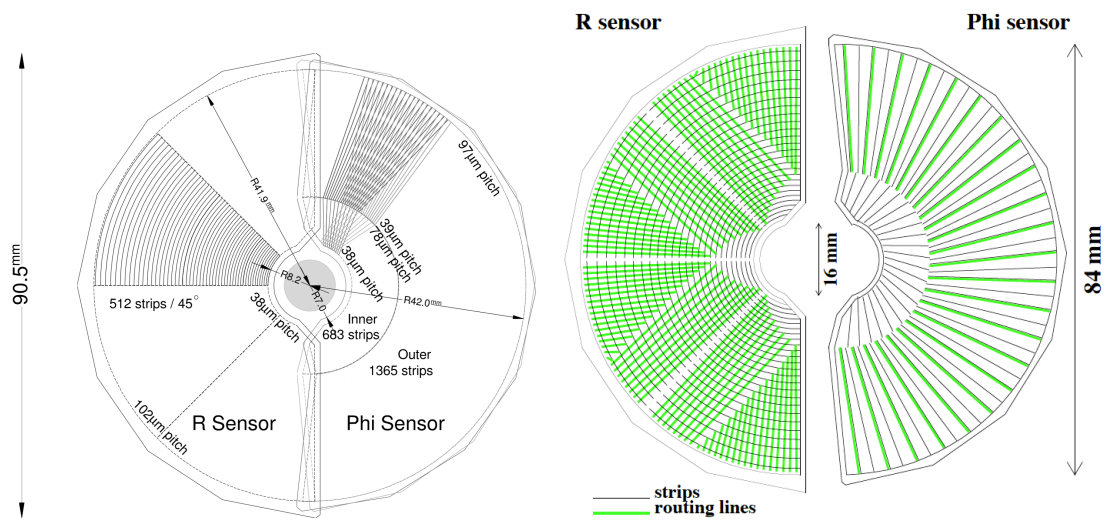 R sensor
Phi sensor
90.5mm
R41.9mm
97µm pitch
39µm pitch
78µm pitch
38µm pitch
R8.2
R7.0
R42.0mm
512 strips / 45°
38µm pitch
Inner
683 strips
Outer
1365 strips
102µm pitch
R Sensor
Phi Sensor
16 mm
84 mm
strips
routing lines